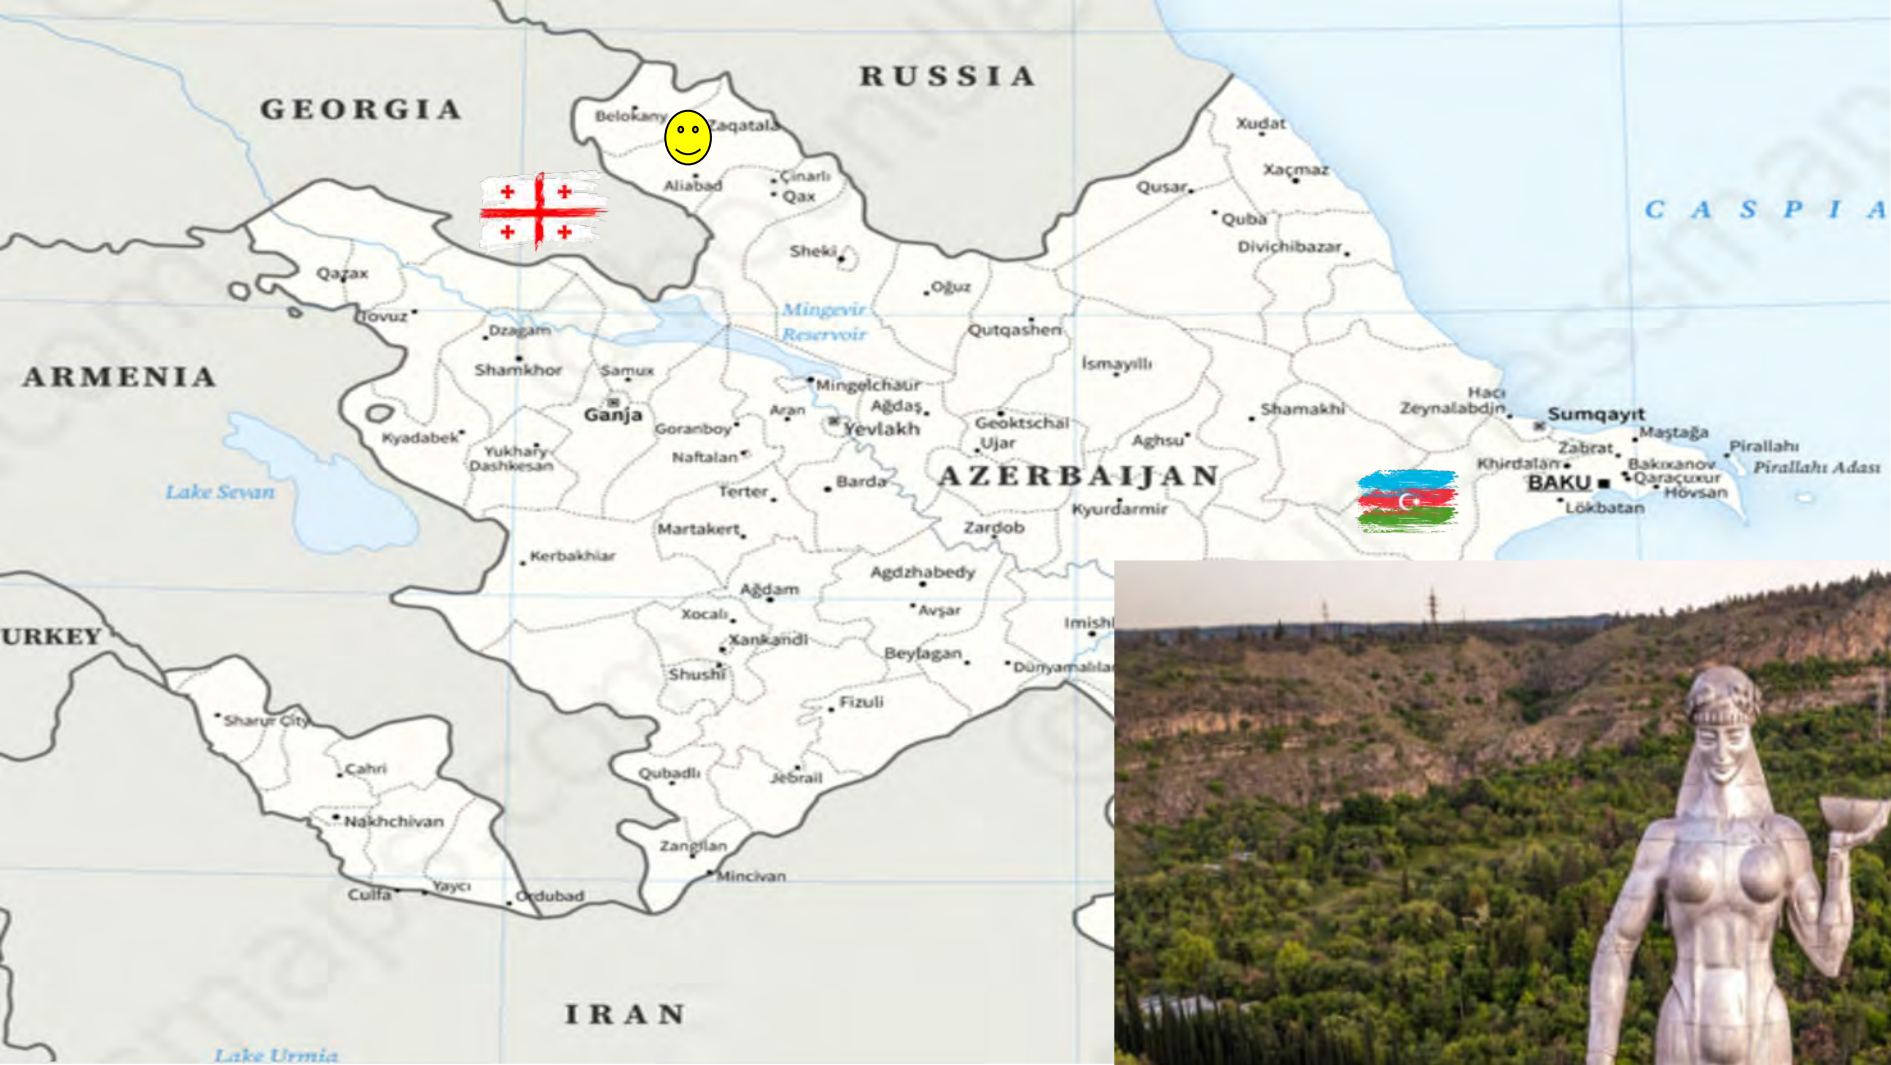 RUSSIA
GEORGIA
Belokany
Zaqatala
Xudat
Xaçmaz
Aliabad
Çinarlı
Qax
Qusar
Quba
CASPIA
Divichibazar
Sheki
Qazax
Oğuz
Mingevir
Reservoir
Tovuz
Dzagam
Qutqashen
Shamkhor
Samux
İsmayıllı
ARMENIA
Mingelchaur
Hacı
Zeynalabdin
Ganja
Aran
Ağdaş
Shamakhi
Sumqayıt
Kyadabek
Goranboy
Yevlakh
Geoktschal
Ujar
Aghsu
Maştağa
Yukhary-
Dashkesan
Naftalan
Zabrat
Pirallahı
Pirallahı Adası
Khirdalan
Bakıxanov
AZERBAIJAN
Qaraçuxur
Lake Sevan
Terter
Barda
BAKU
Hövsan
Kyurdarmir
Lökbatan
Martakert
Zardob
Kerbakhiar
Agdzhabedy
Ağdam
Xocalı
Avşar
Imishl
URKEY
Xankandi
Beylagan
Dünyamalılar
Shushi
Fizuli
Sharur City
Cahri
Qubadlı
Jebrail
Nakhchivan
Zangilan
Mincivan
Culfa
Yaycı
Ordubad
IRAN
Lake Urmia